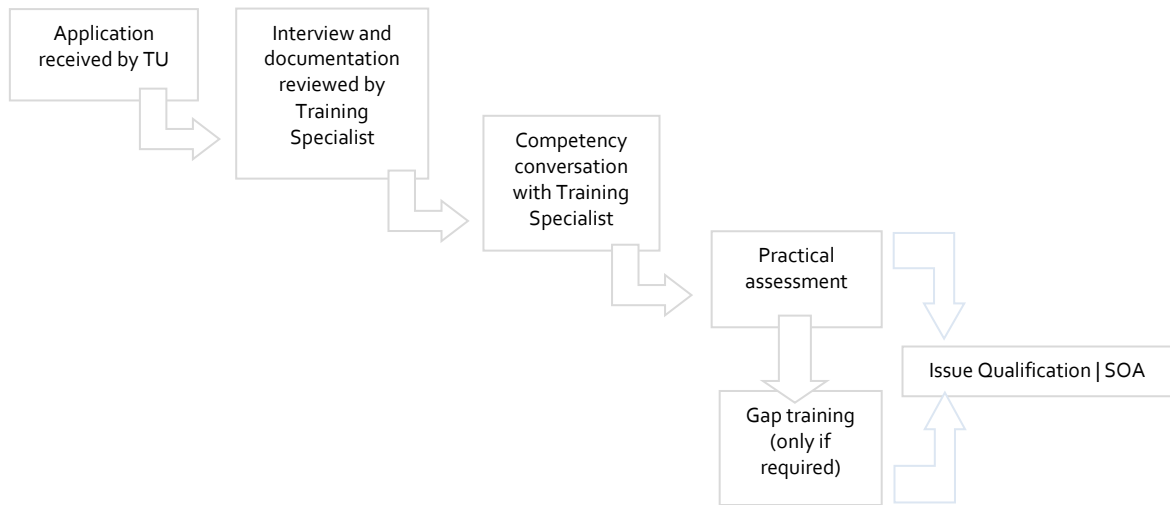 Application
received by TU
Interview and
documentation
reviewed by
Training
Specialist
Competency
conversation
with Training
Specialist
Practical
assessment
Issue Qualification | SOA
Gap training
(only if
required)